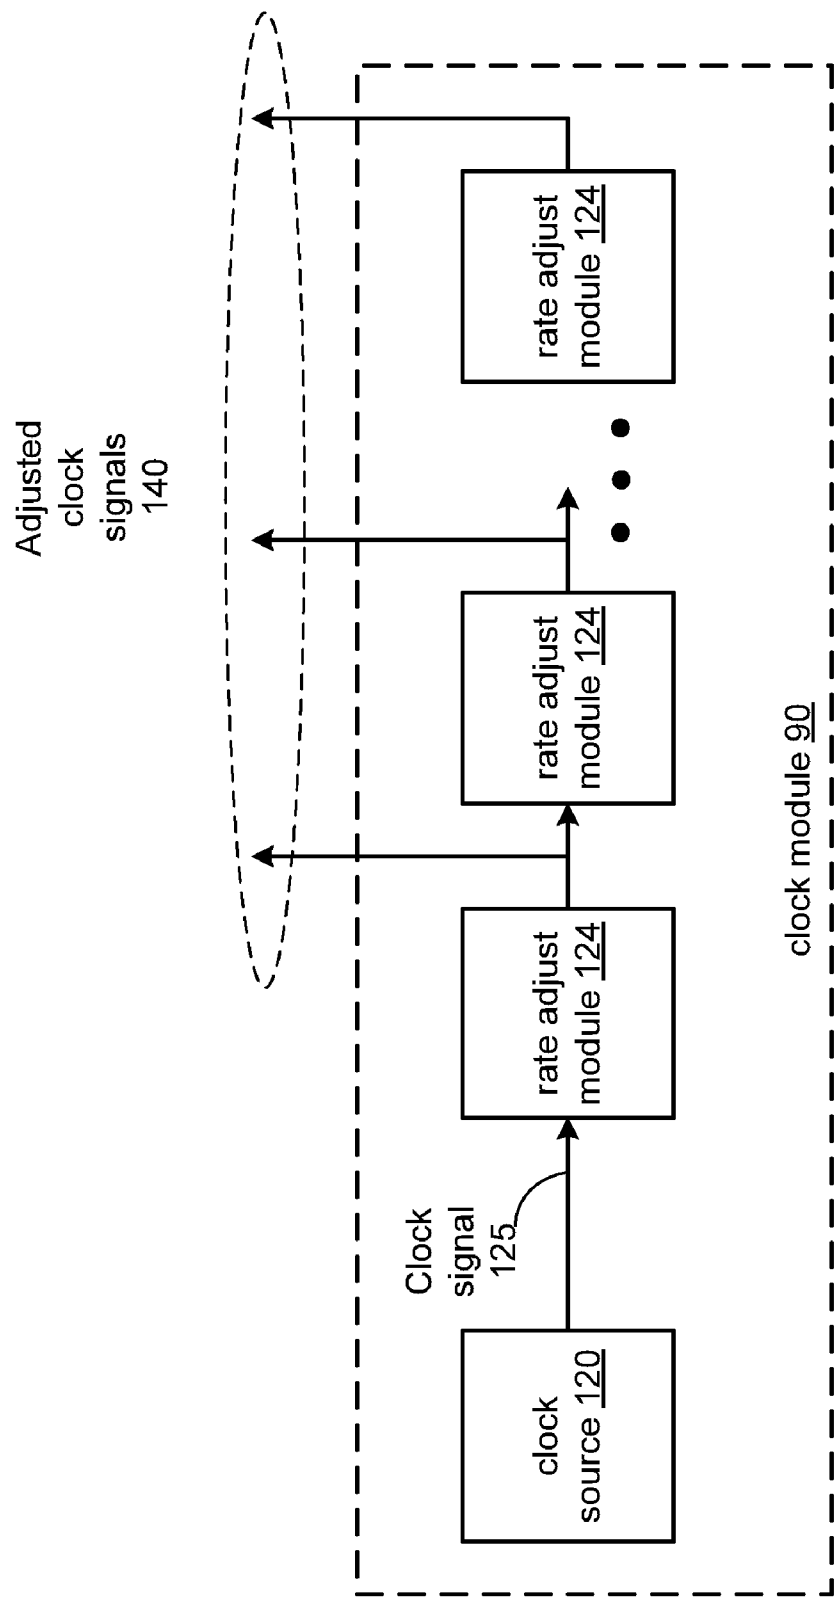 Adjusted
clock
signals
140
Clock
signal
125
clock
source 120
rate adjust
module 124
rate adjust
module 124
rate adjust
module 124
clock module 90